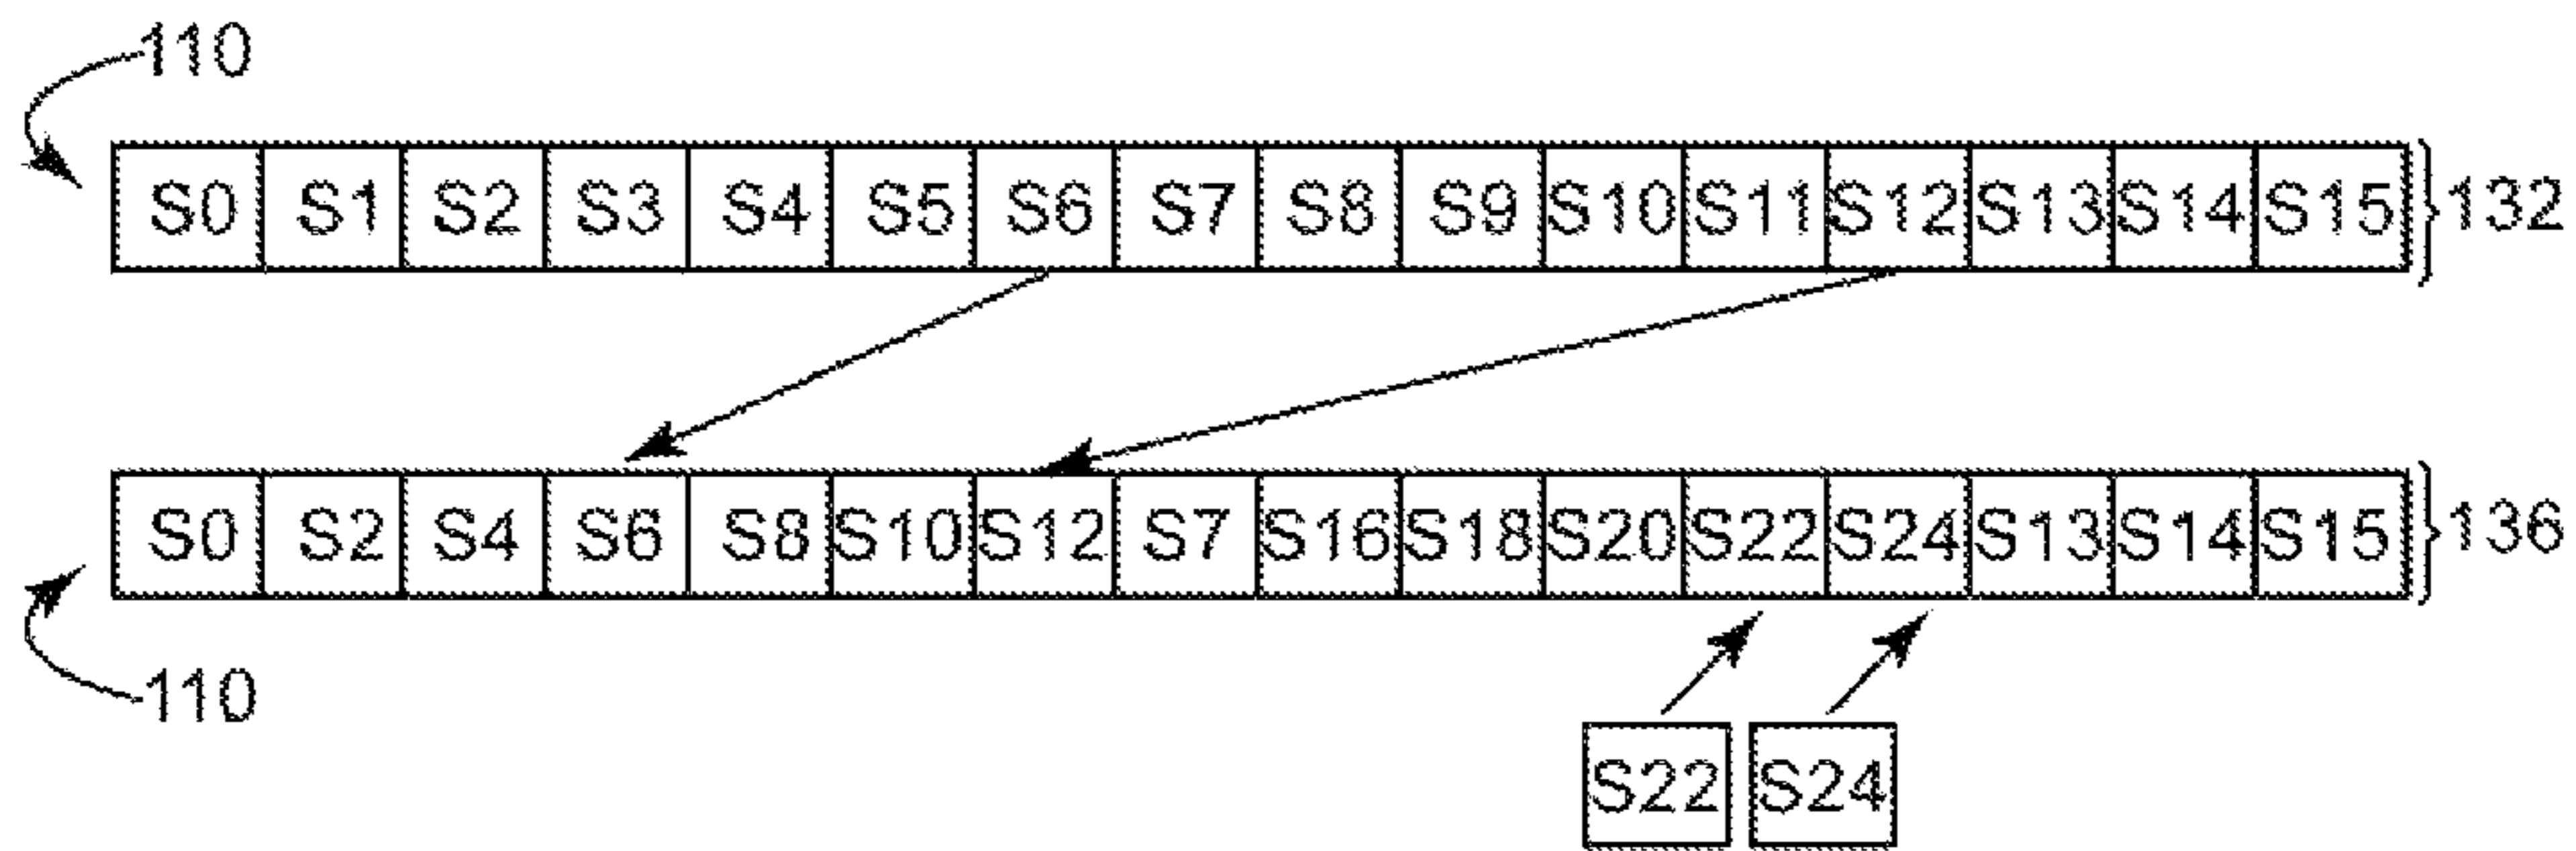 110
S0 S1 S2 S3 S4 S5 S6 S7 S8 S9 S10 S11 S12 S13 S14 S15 132
S0 S2 S4 S6 S8 S10 S12 S7 S16 S18 S20 S22 S24 S13 S14 S15 136
110
S22 S24